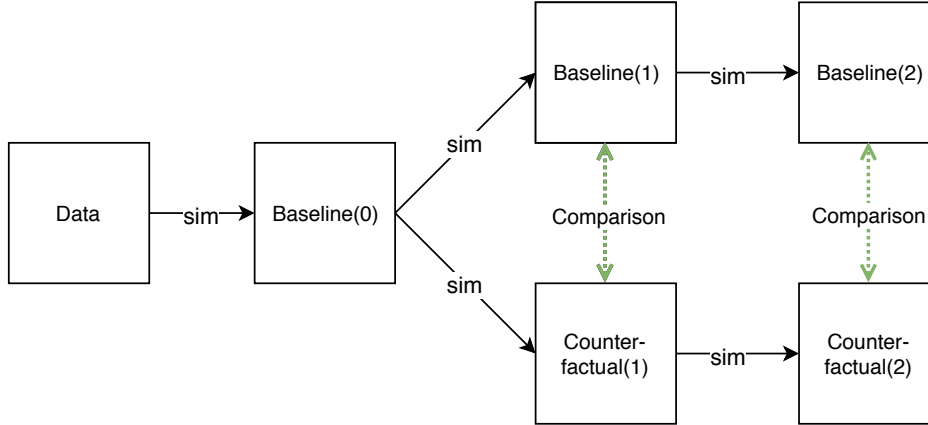 Data
sim
Baseline(0)
sim
sim
Baseline(1)
sim
Baseline(2)
Comparison
Comparison
Counter-
factual(1)
sim
Counter-
factual(2)